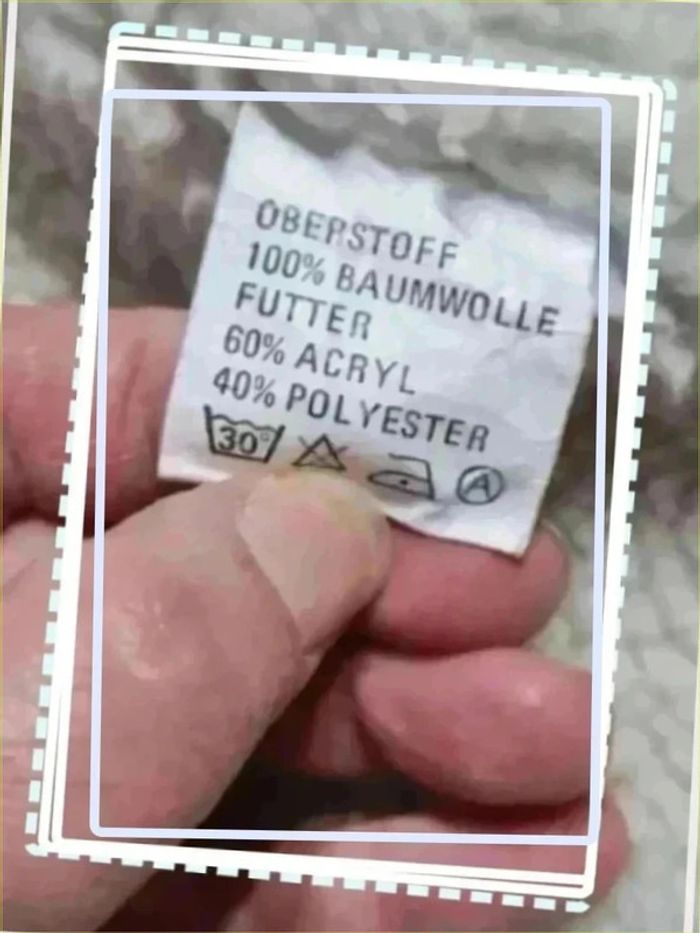 OBERSTOFF
100% BAUMWOLLE
FUTTER
60% ACRYL
40% POLYESTER
30° A